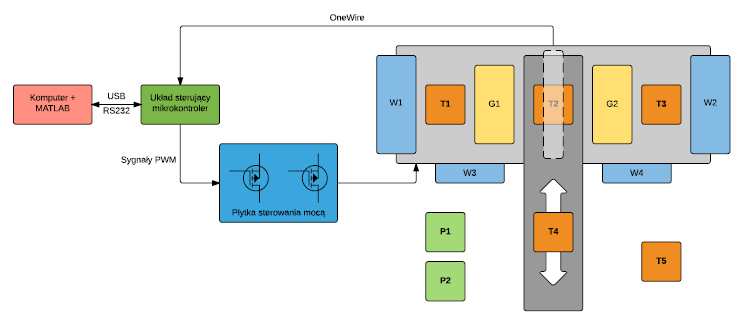 OneWire
Komputer +
MATLAB
USB
RS232
Układ sterujący
mikrokontroler
Sygnały PWM
Płytka sterowania mocą
W1
T1
G1
T2
G2
T3
W2
W3
W4
P1
P2
T4
T5